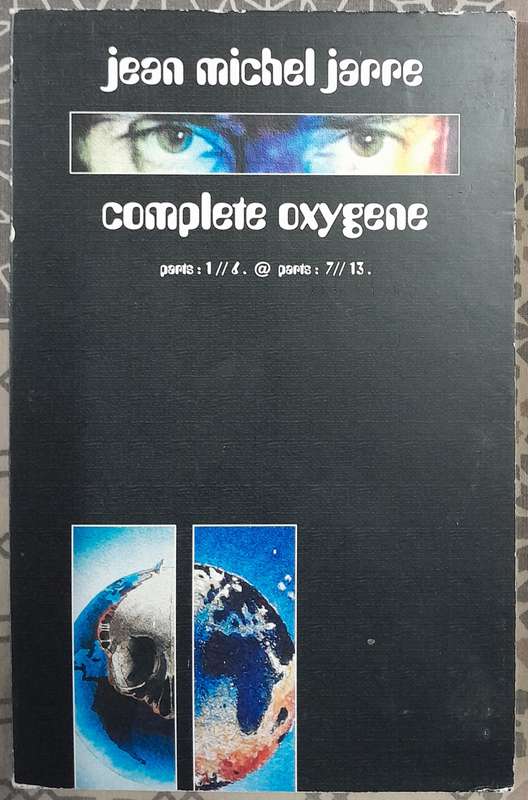 jean michel jarre
complete oxygene
parts : 1 // 6 . @ parts : 7 // 13 .